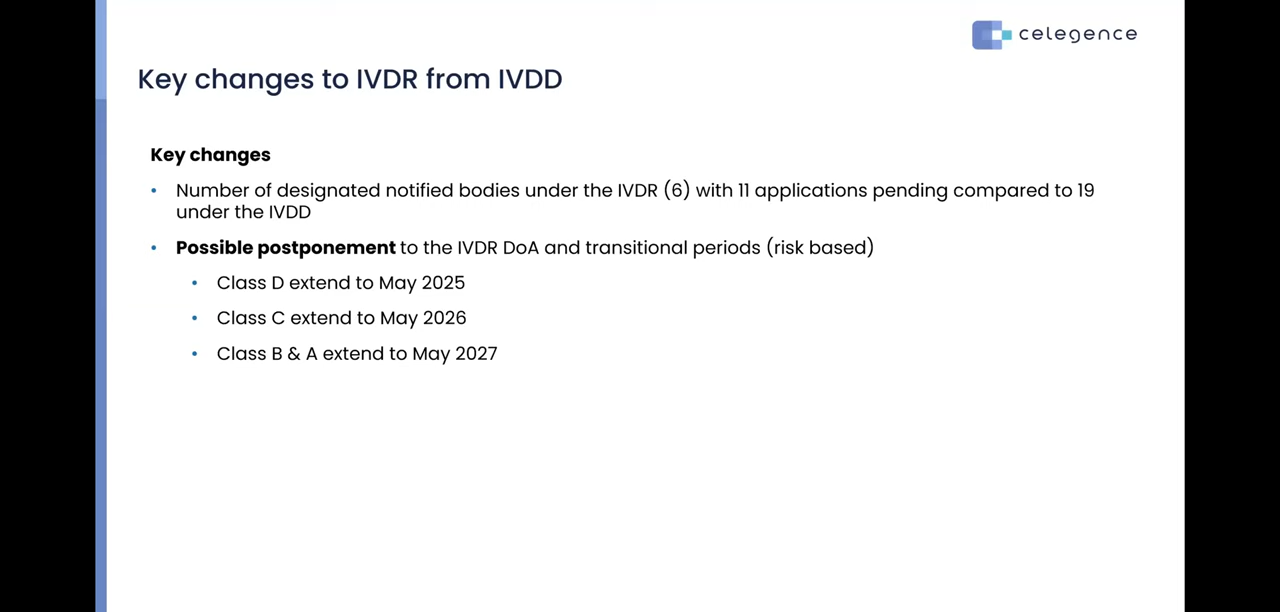 celegence
Key changes to IVDR from IVDD
Key changes
• Number of designated notified bodies under the IVDR (6) with 11 applications pending compared to 19
under the IVDD
• Possible postponement to the IVDR DoA and transitional periods (risk based)
• Class D extend to May 2025
• Class C extend to May 2026
• Class B & A extend to May 2027